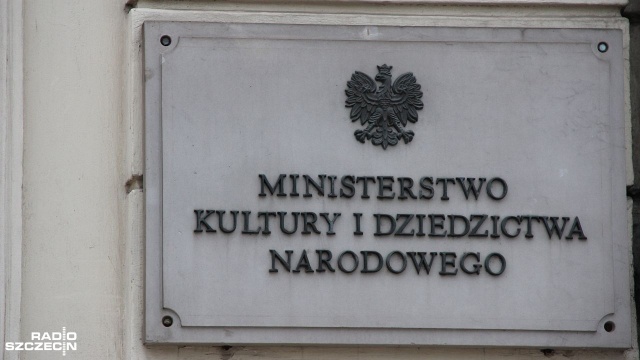 MINISTERSTWO
KULTURY I DZIEDZICTWA
NARODOWEGO
RADIO
SZCZECIN